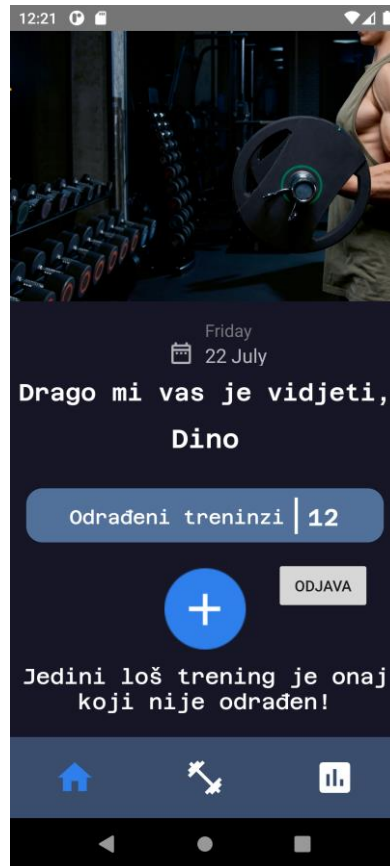 12:21
Friday
22 July
Drago mi vas je vidjeti,
Dino
Odrađeni treninzi 12
ODJAVA
Jedini loš trening je onaj
koji nije odrađen!